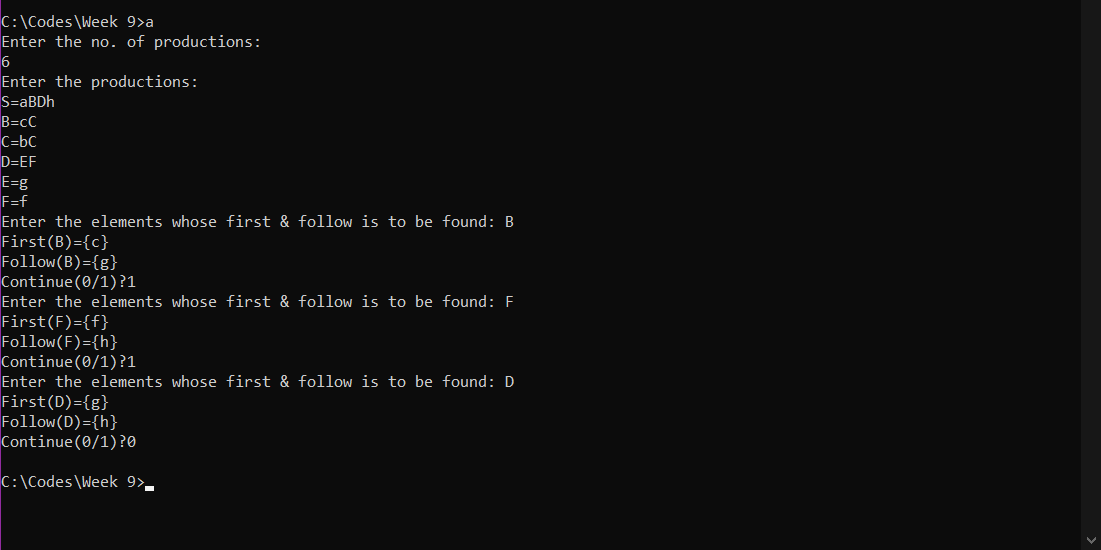 C:\Codes\Week 9>a
Enter the no. of productions:
6
Enter the productions:
S=aBDh
B=cC
C=bC
D=EF
E=g
F=f
Enter the elements whose first & follow is to be found: B
First(B)={c}
Follow(B)={g}
Continue(0/1)?1
Enter the elements whose first & follow is to be found: F
First(F)={f}
Follow(F)={h}
Continue(0/1)?1
Enter the elements whose first & follow is to be found: D
First(D)={g}
Follow(D)={h}
Continue(0/1)?0
C:\Codes\Week 9>